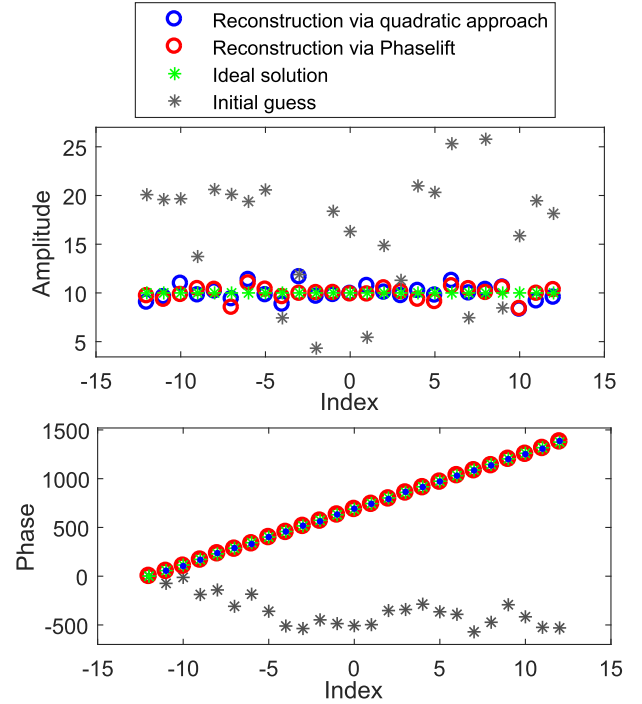 Reconstruction via quadratic approach
Reconstruction via Phaselift
Ideal solution
Initial guess
25
20
15
10
5
Amplitude
-15 -10 -5 0 5 10 15
Index
1500
1000
500
0
-500
Phase
-15 -10 -5 0 5 10 15
Index